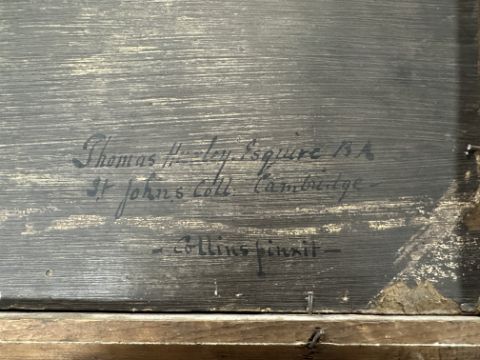 Thomas Esquire BA
St Johns Coll. Cambridge -
- Collins pinxit -